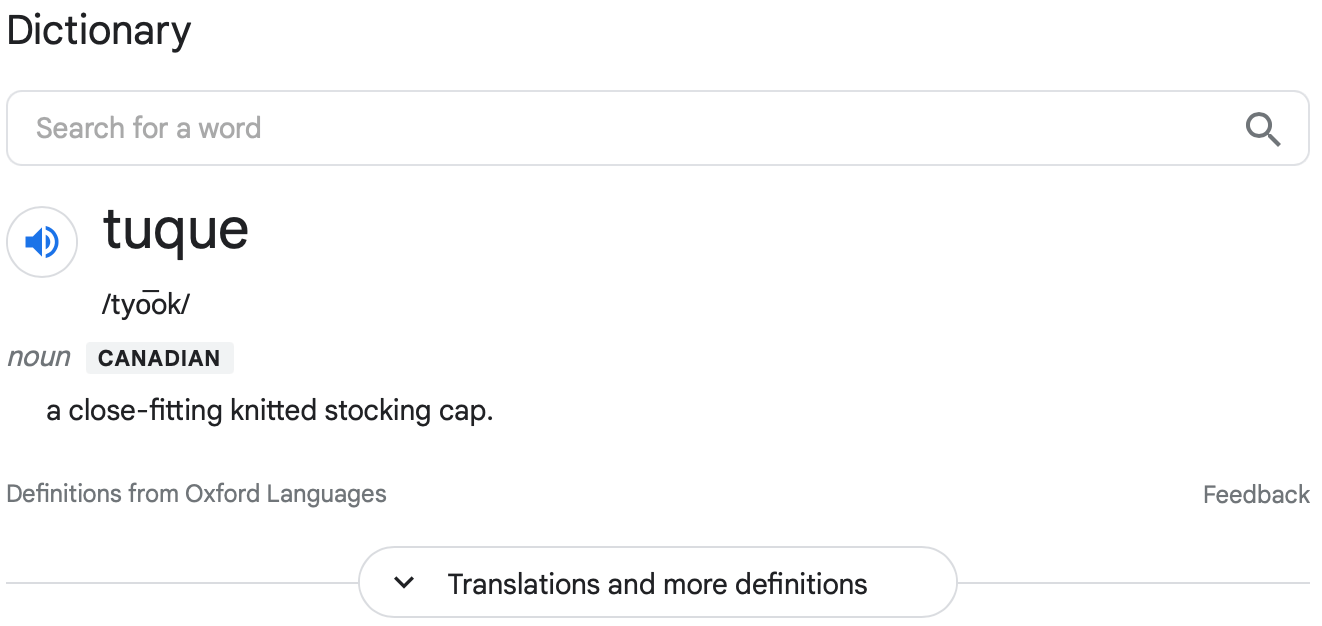 Dictionary
Search for a word
tuque
/tyo͞ok/
noun CANADIAN
a close-fitting knitted stocking cap.
Definitions from Oxford Languages Feedback
Translations and more definitions